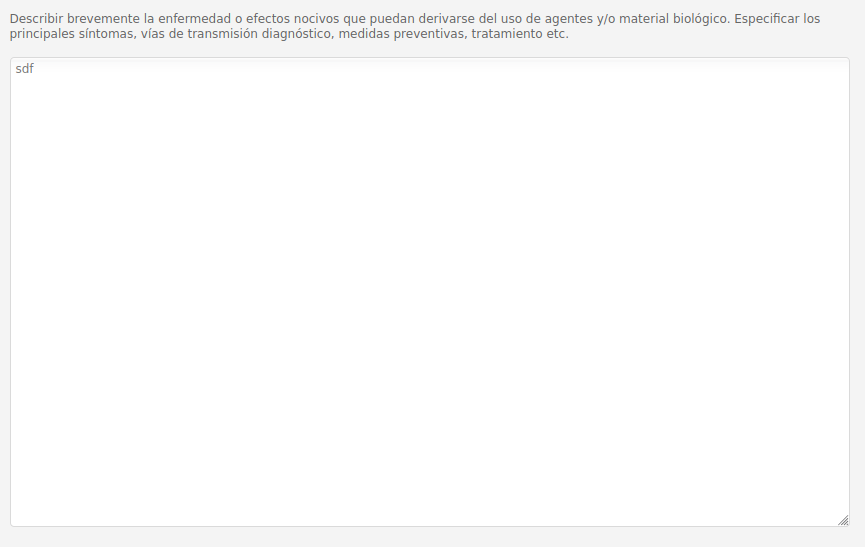 Describir brevemente la enfermedad o efectos nocivos que puedan derivarse del uso de agentes y/o material biológico. Especificar los
principales síntomas, vías de transmisión diagnóstico, medidas preventivas, tratamiento etc.
sdf